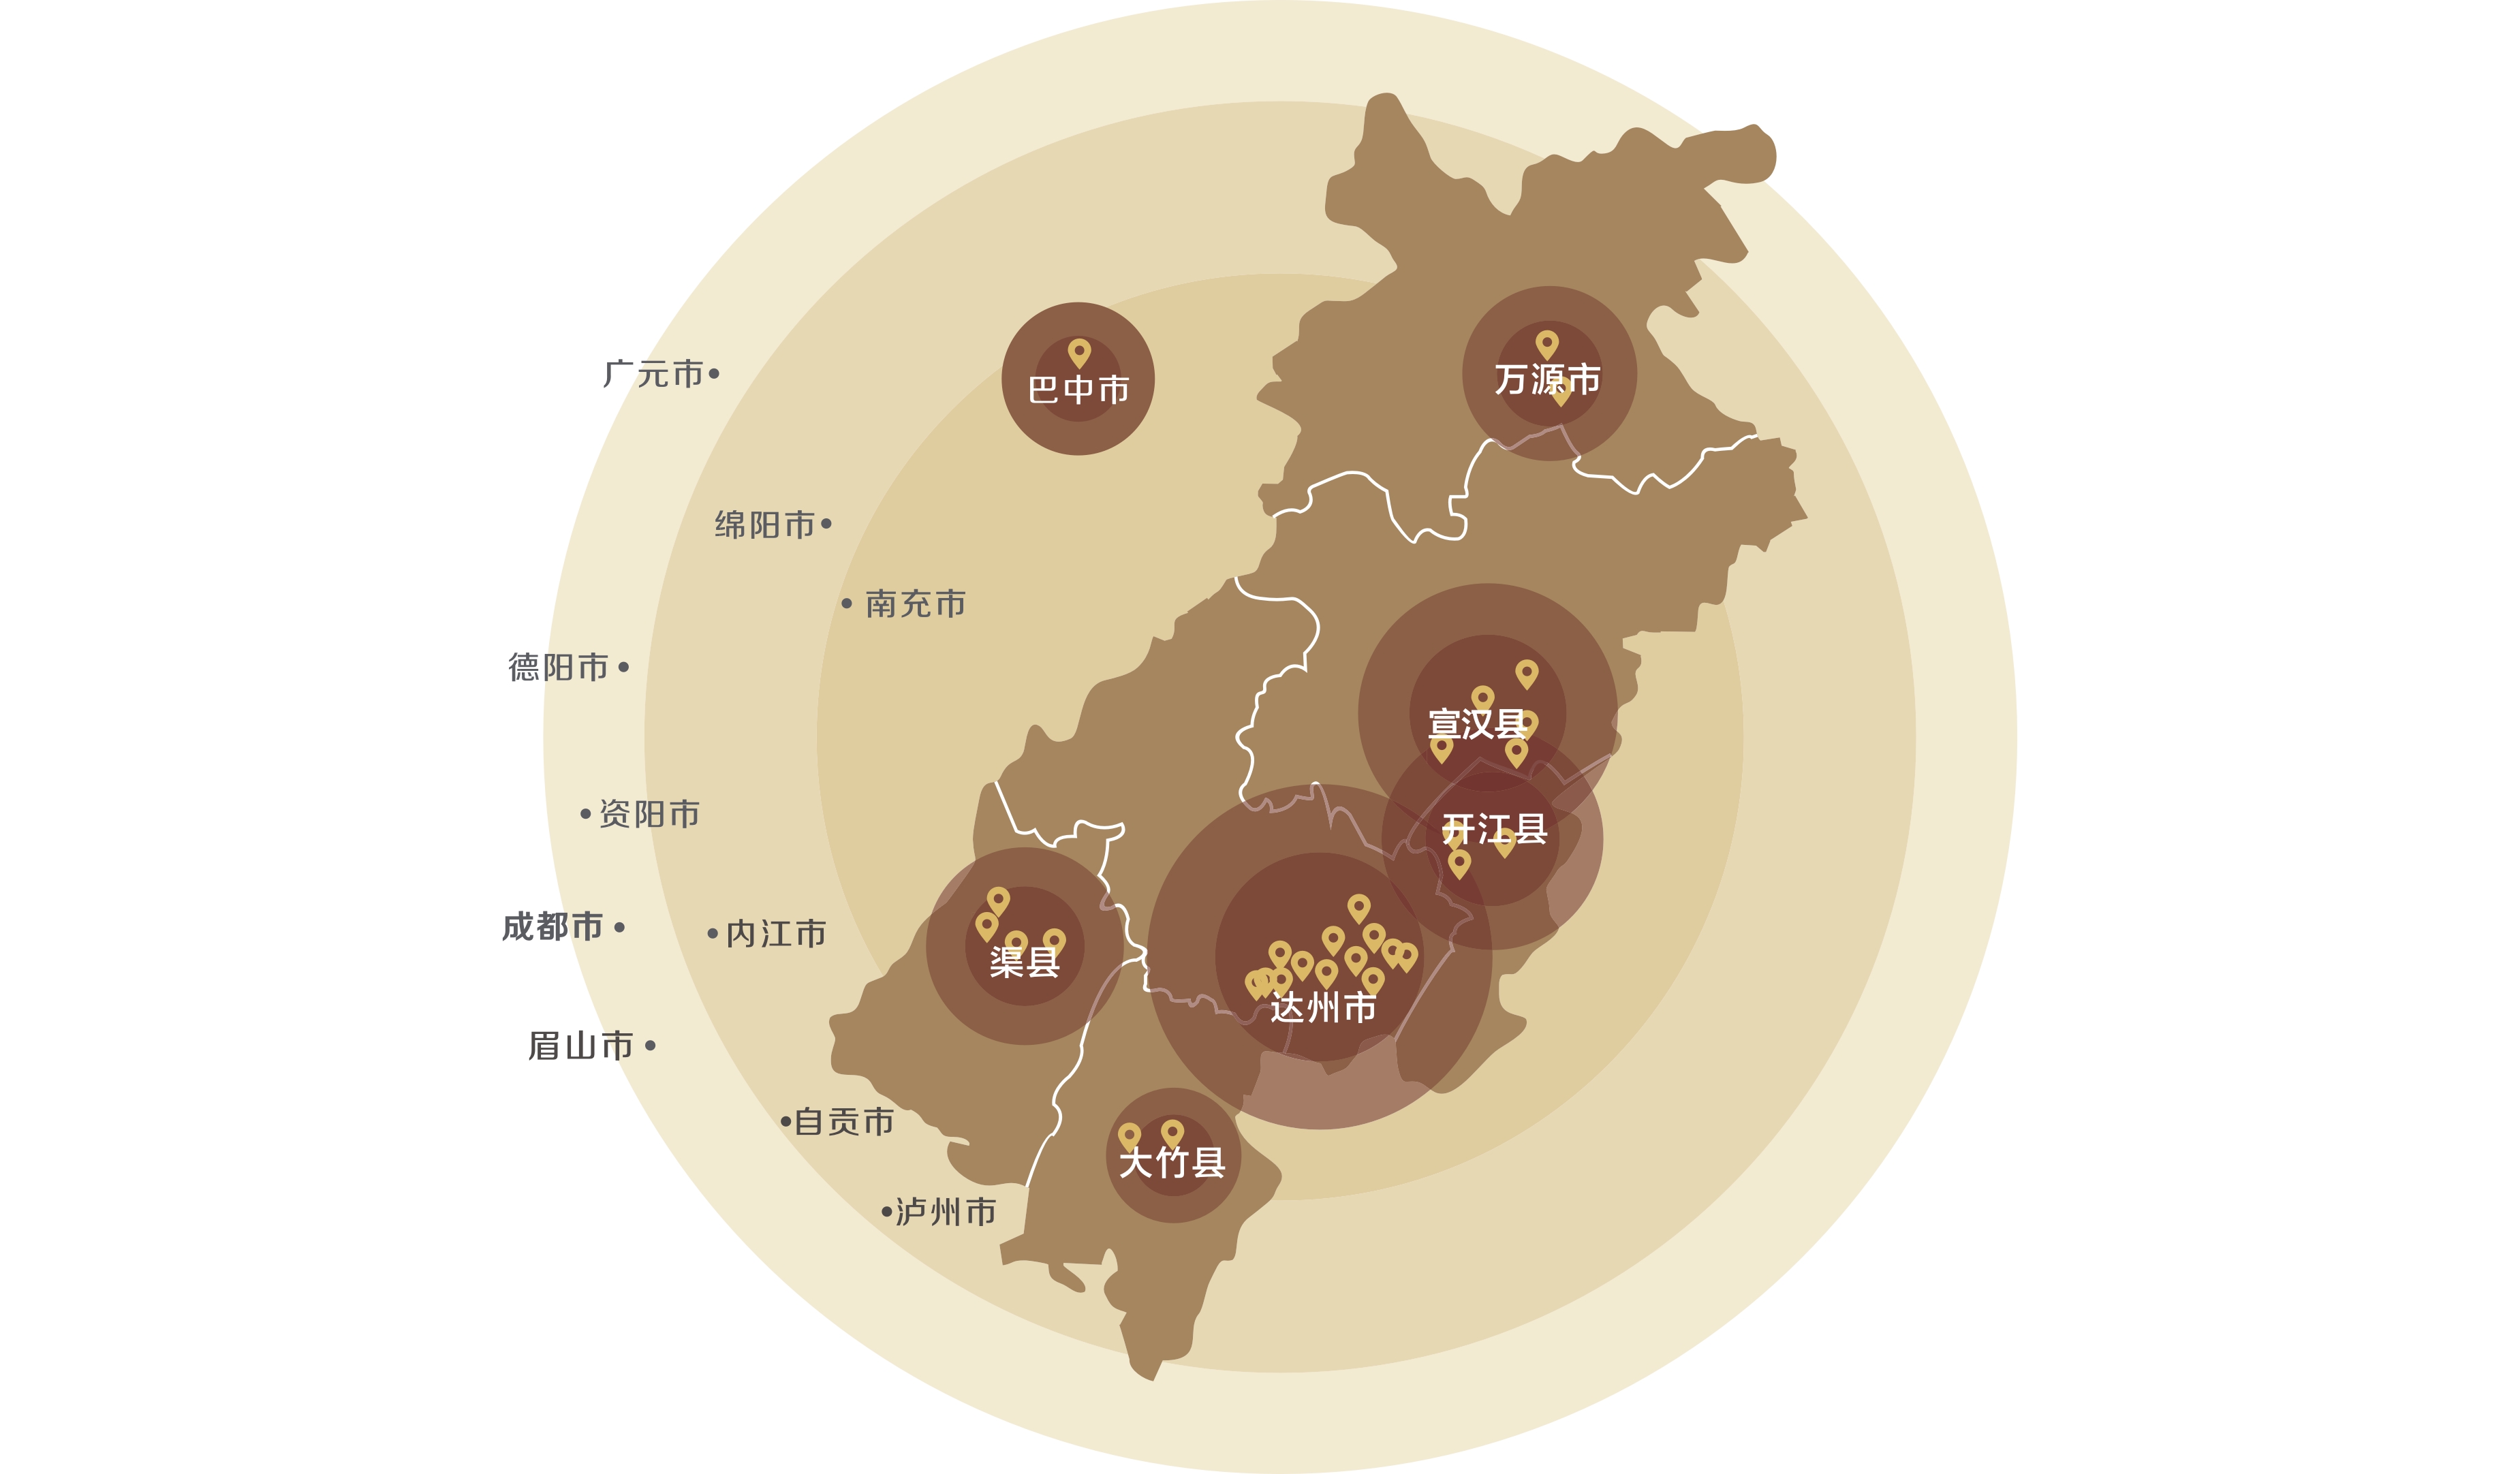 广元市
巴中市
万源市
绵阳市
南充市
德阳市
宣汉县
资阳市
开江县
成都市
内江市
渠县
达州市
眉山市
自贡市
大竹县
泸州市